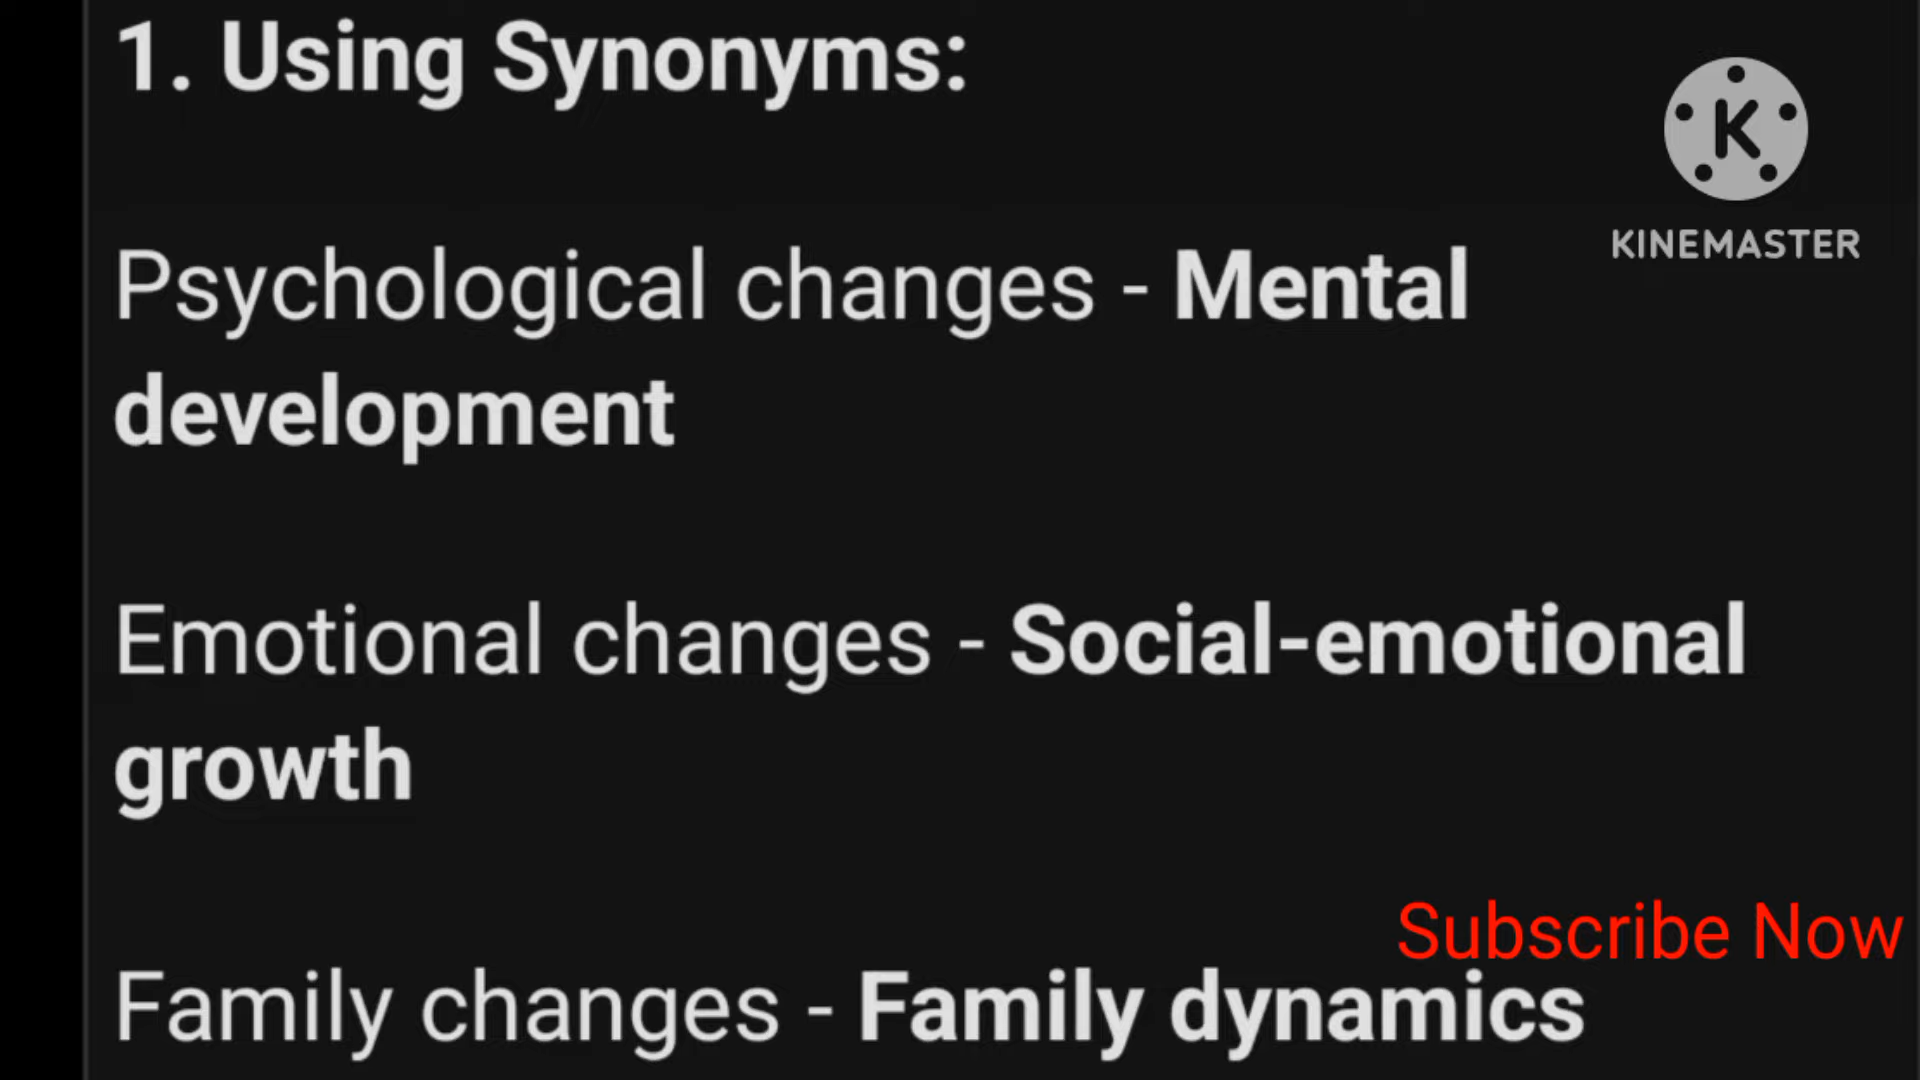 1. Using Synonyms:
K
KINEMASTER
Psychological changes - Mental
development
Emotional changes - Social-emotional
growth
Subscribe Now
Family changes - Family dynamics